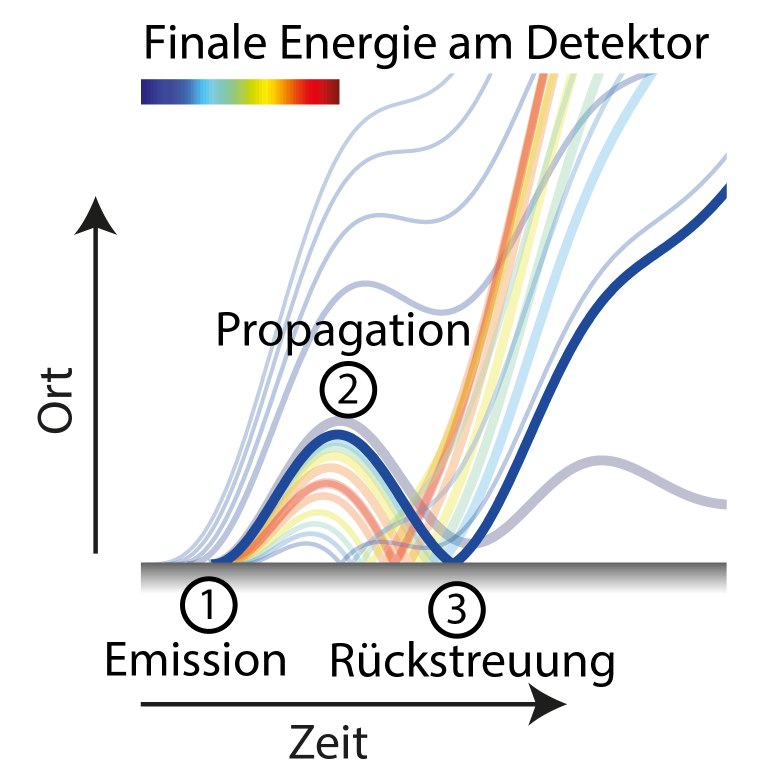 Finale Energie am Detektor
Ort
Propagation
2
1
3
Emission
Rückstreuung
Zeit